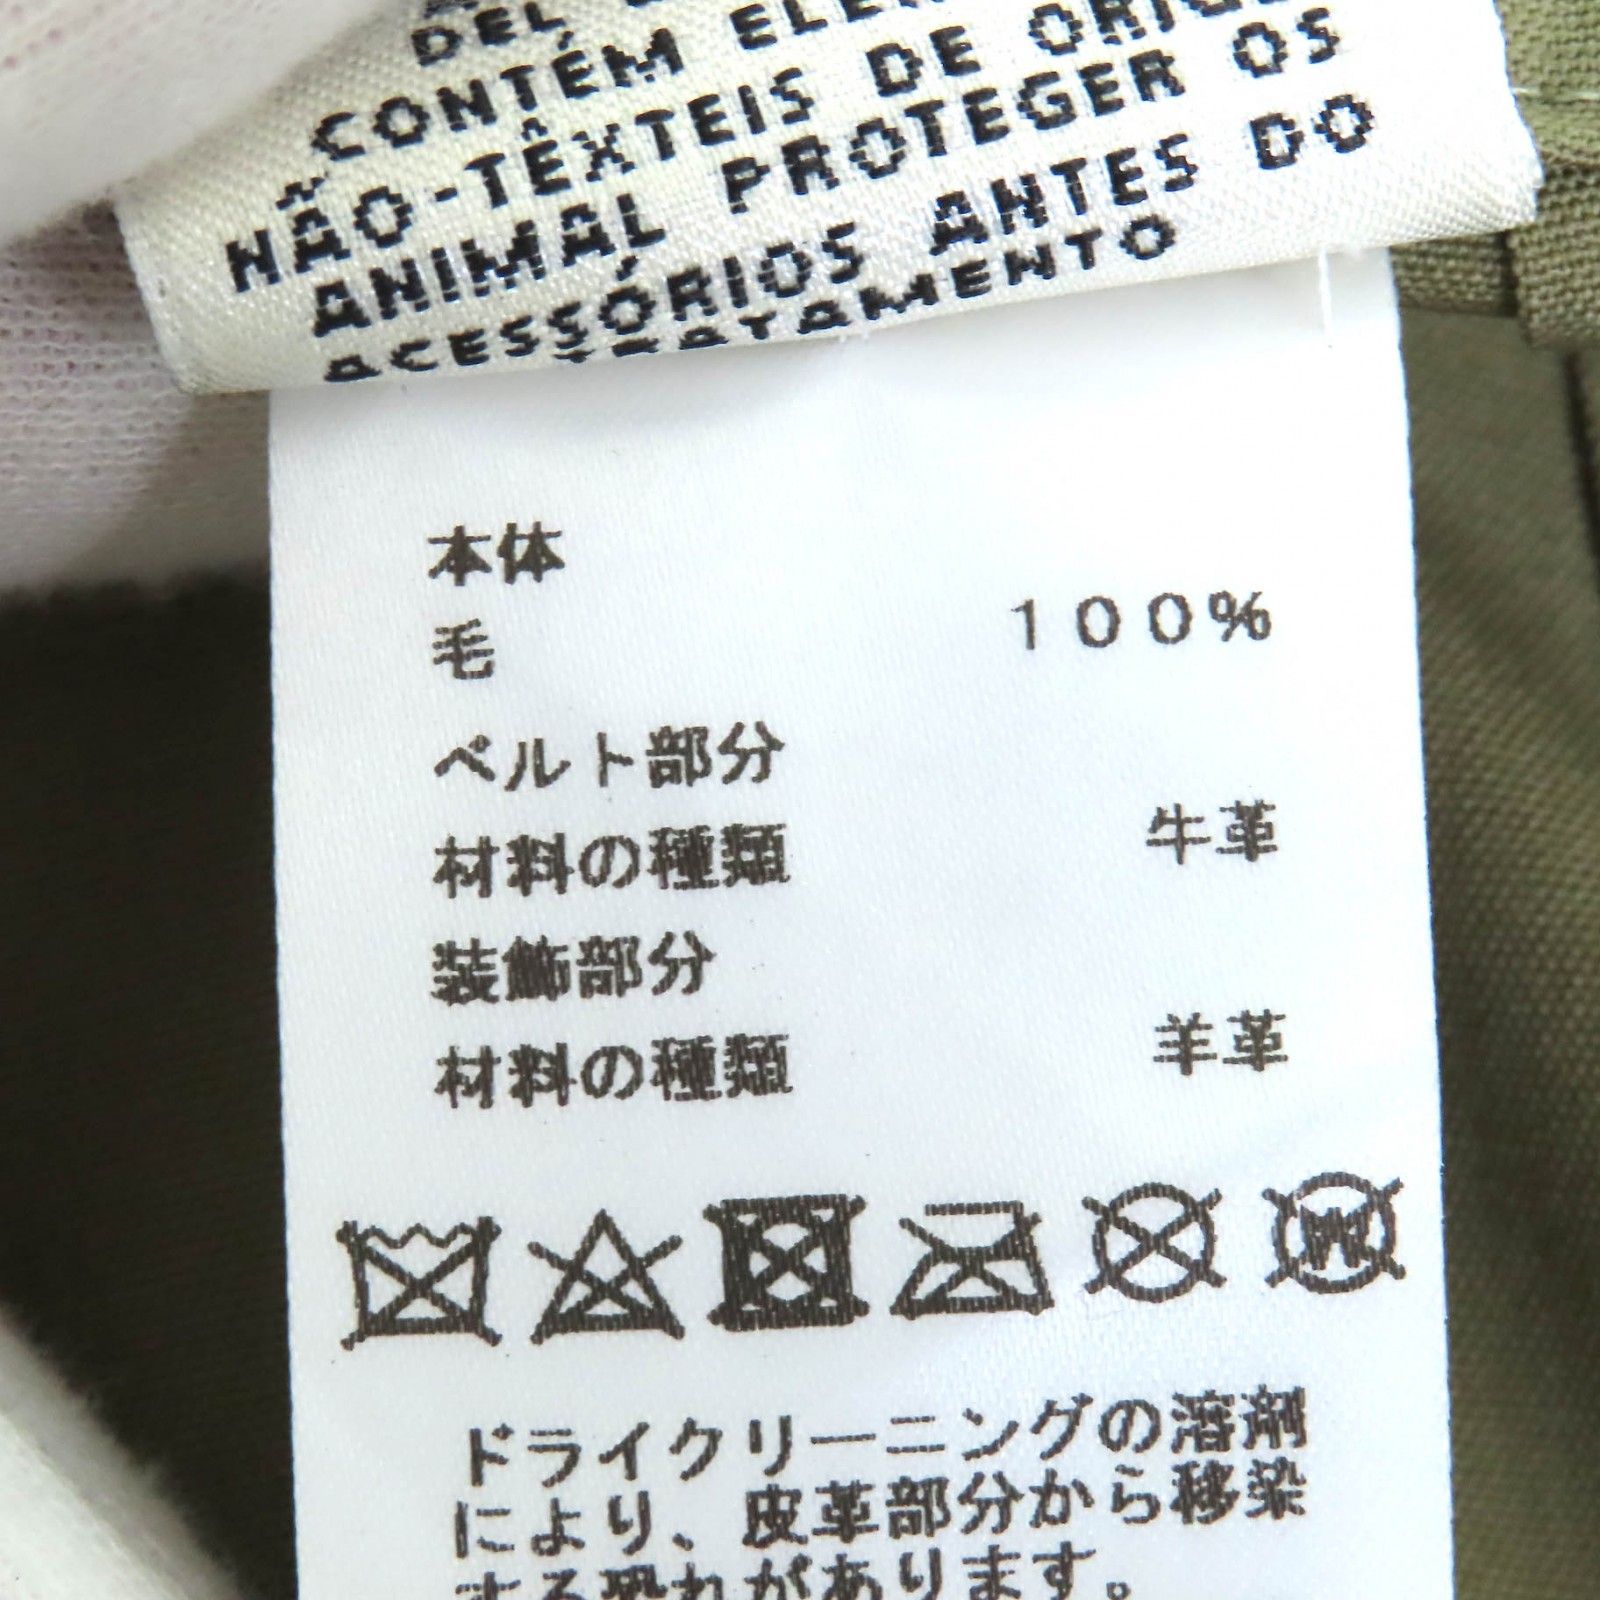 DEL
CONTÉM
NÃO-TÊXTEIS DE
ANIMAL PROTEGER OS
ACESSÓRIOS ANTES DO
TRATAMENTO
本体
毛 100%
ベルト部分
材料の種類 牛革
装飾部分
材料の種類 羊革
W
ドライクリーニングの溶剤
により、皮革部分から移染
する恐れがあります。